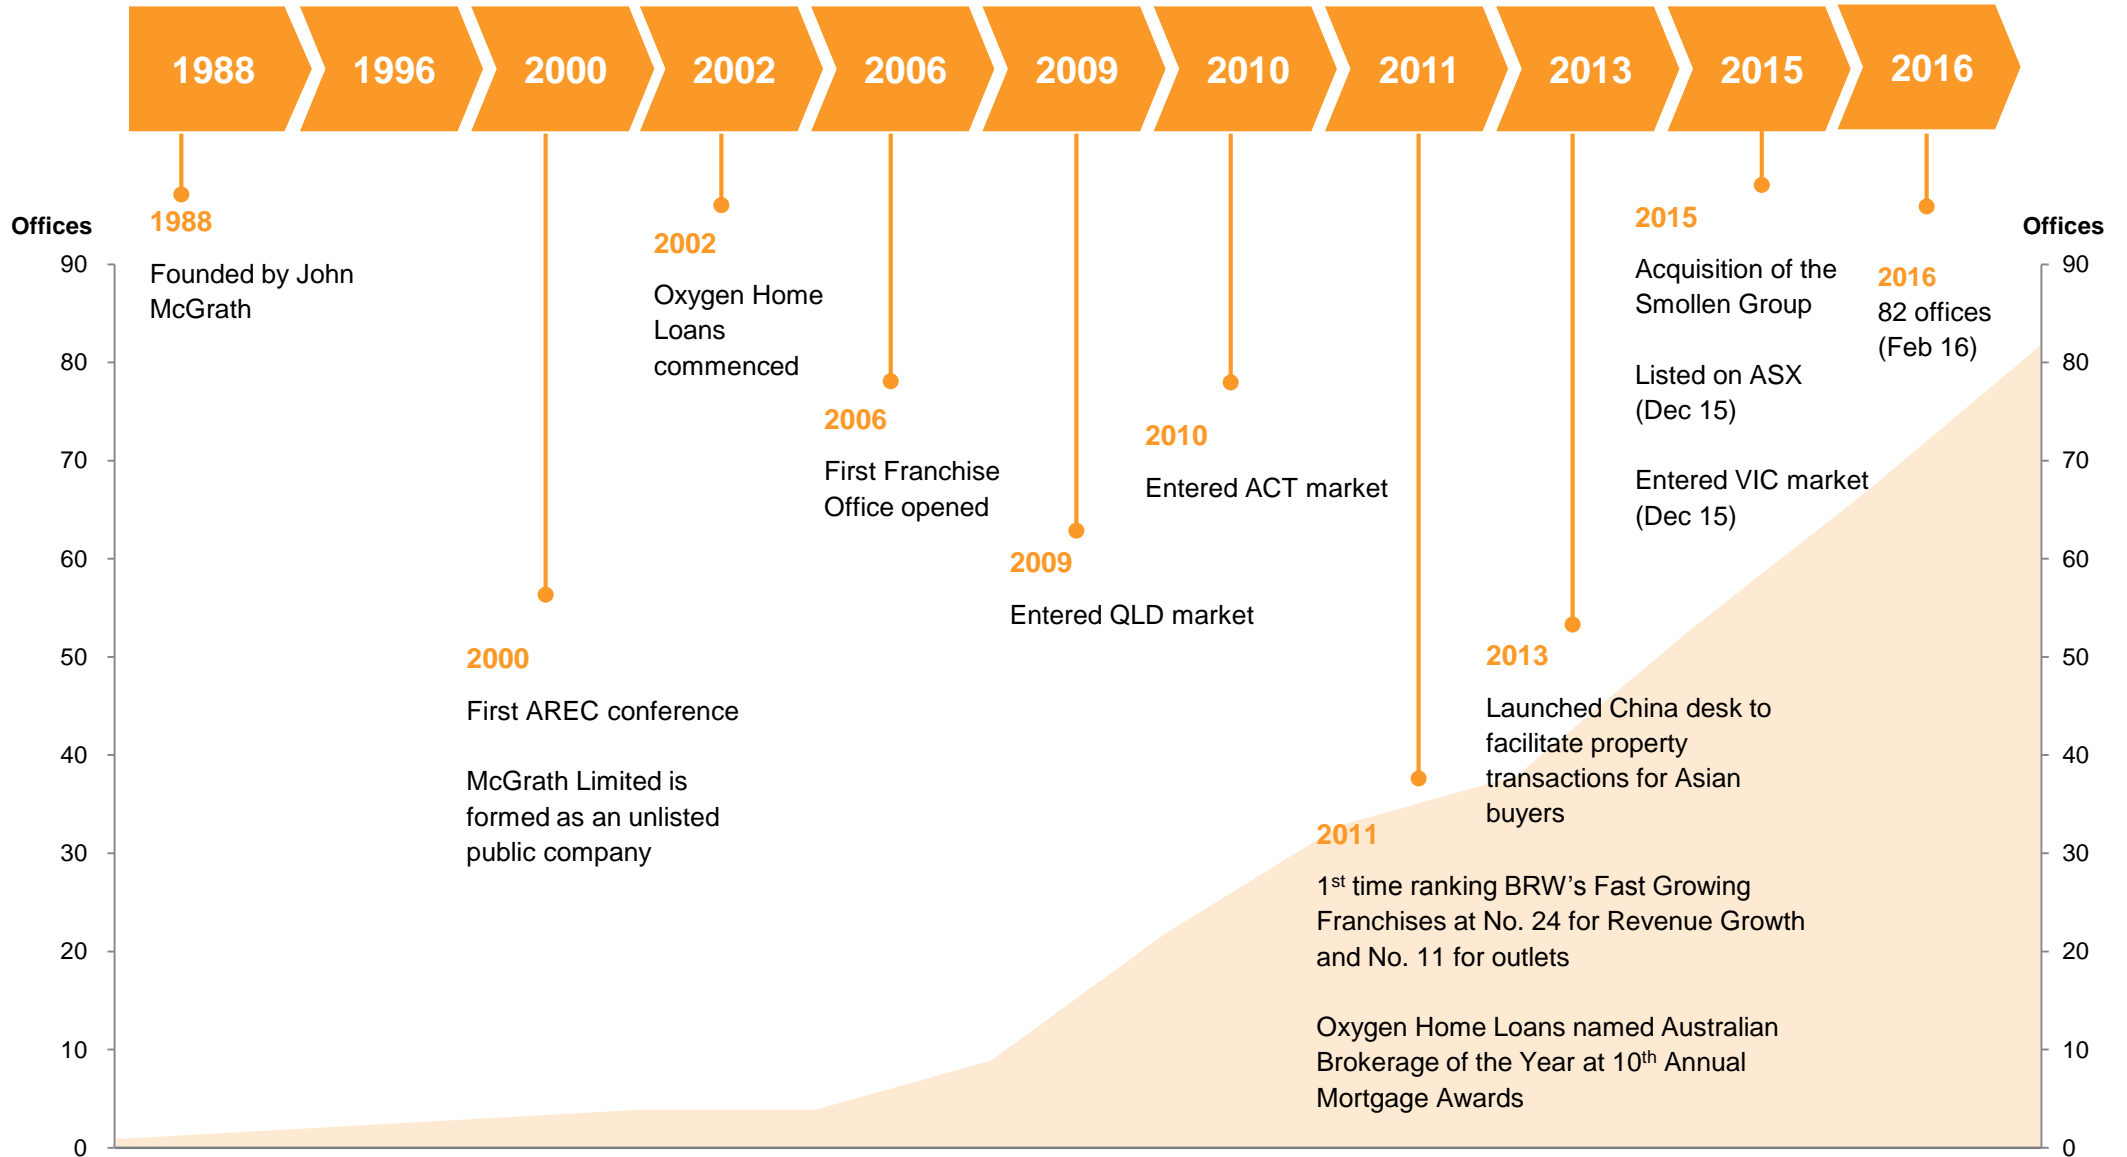 1988
1996
2000
2002
2006
2009
2010
2011
2013
2015
2016
Offices
90
80
70
60
50
40
30
20
10
0
1988
Founded by John
McGrath
2000
First AREC conference
McGrath Limited is
formed as an unlisted
public company
2002
Oxygen Home
Loans
commenced
2006
First Franchise
Office opened
2009
Entered QLD market
2010
Entered ACT market
2011
1st time ranking BRW’s Fast Growing
Franchises at No. 24 for Revenue Growth
and No. 11 for outlets
Oxygen Home Loans named Australian
Brokerage of the Year at 10th Annual
Mortgage Awards
2013
Launched China desk to
facilitate property
transactions for Asian
buyers
2015
Acquisition of the
Smollen Group
Listed on ASX
(Dec 15)
Entered VIC market
(Dec 15)
2016
82 offices
(Feb 16)
Offices
90
80
70
60
50
40
30
20
10
0